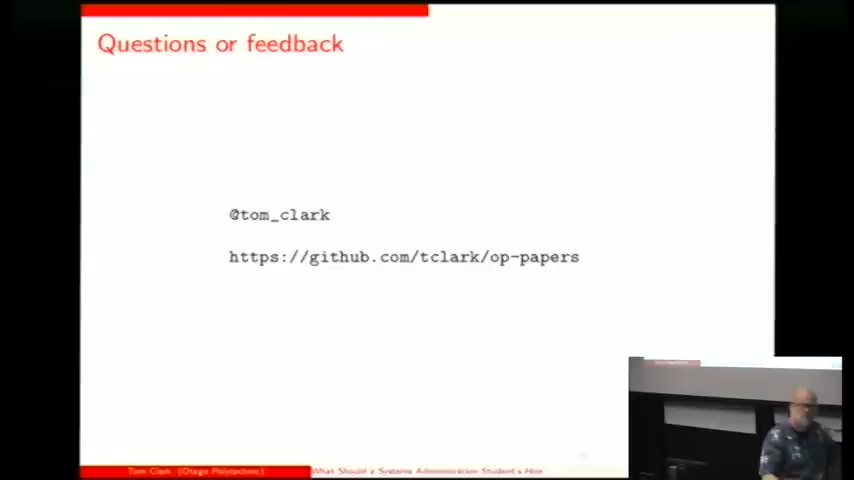 Questions or feedback
@tom_clark
https://github.com/tclark/op-papers
Tom Clark (Otago Polytechnic)
What Should a Systems Administration Student's Hire